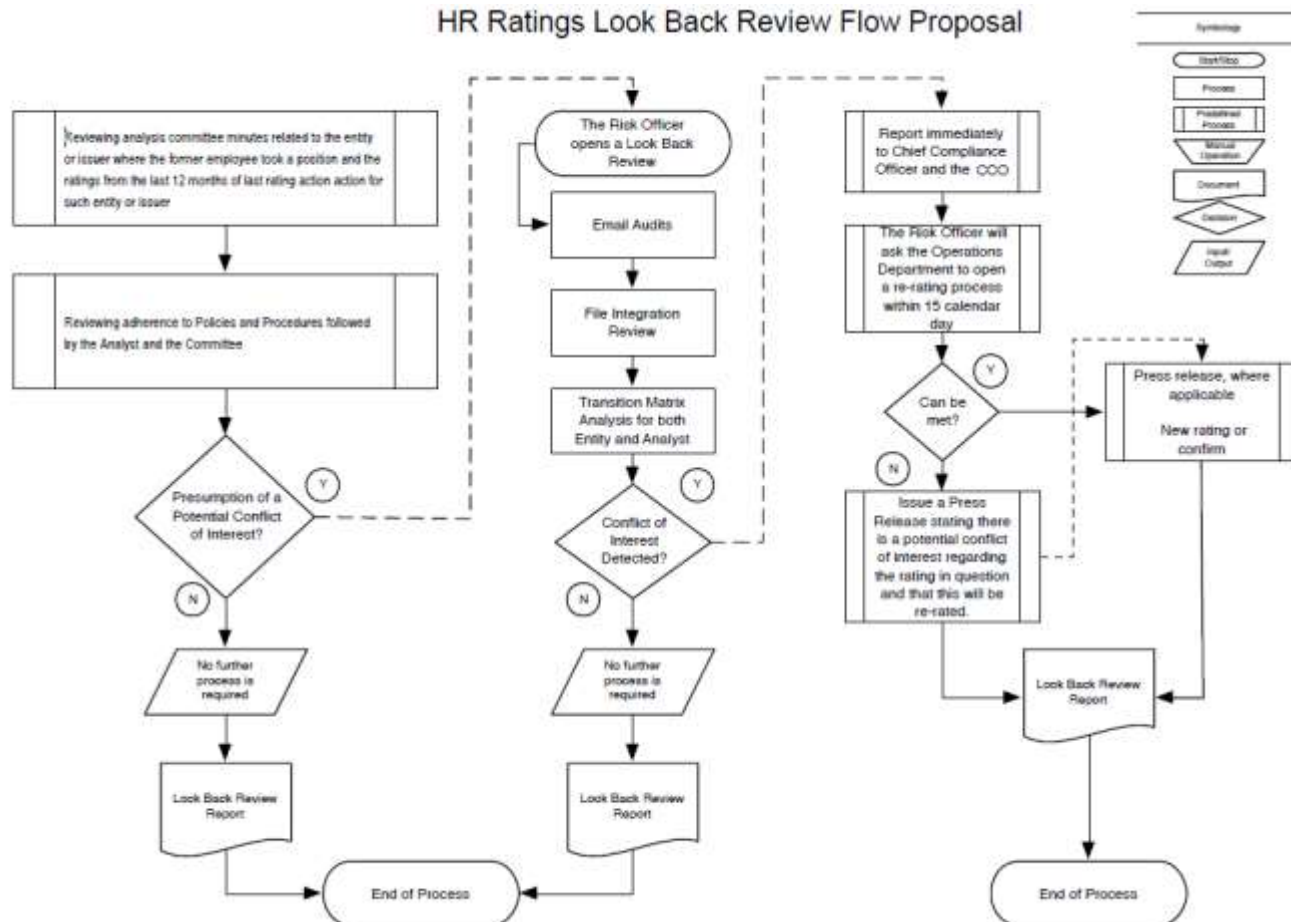 HR Ratings Look Back Review Flow Proposal
Symbology
Start/Stop
Process
Predefined
Process
Manual
Operation
Document
Decision
Input/
Output
Reviewing analysis committee minutes related to the entity
or issuer where the former employee took a position and the
ratings from the last 12 months of last rating action action for
such entity or issuer
Reviewing adherence to Policies and Procedures followed
by the Analyst and the Committee
Presumption of a
Potential Conflict
of Interest?
Y
N
No further
process is
required
Look Back Review
Report
The Risk Officer
opens a Look Back
Review
Email Audits
File Integration
Review
Transition Matrix
Analysis for both
Entity and Analyst
Conflict of
Interest
Detected?
Y
N
No further
process is
required
Look Back Review
Report
End of Process
Report immediately
to Chief Compliance
Officer and the COO
The Risk Officer will
ask the Operations
Department to open
a re-rating process
within 15 calendar
day
Can be
met?
Y
N
Press release, where
applicable
New rating or
confirm
Issue a Press
Release stating there
is a potential conflict
of interest regarding
the rating in question
and that this will be
re-rated.
Look Back Review
Report
End of Process